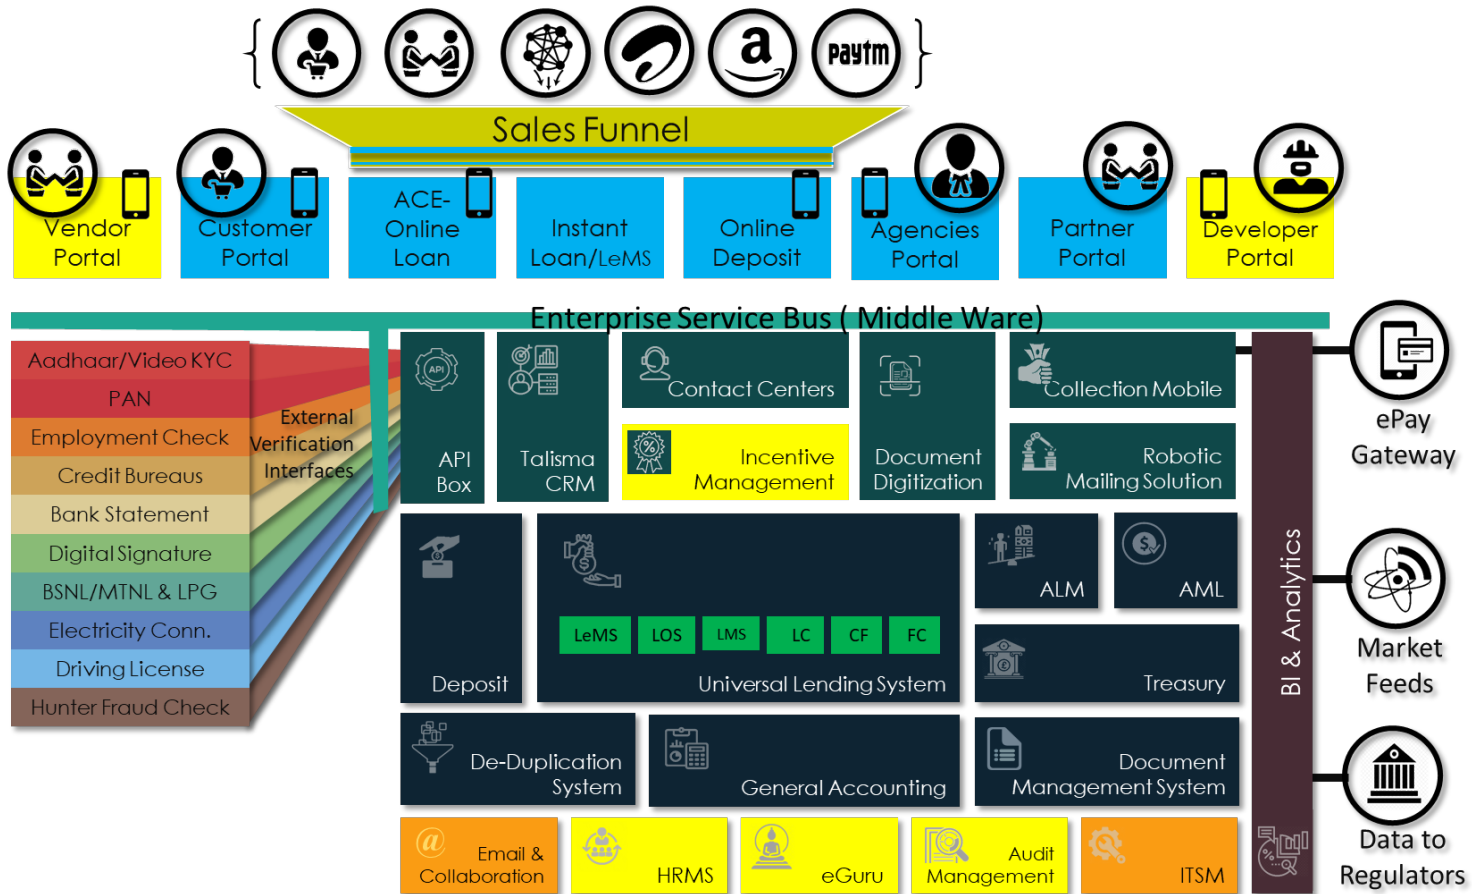 a
paytm
Sales Funnel
Vendor
Portal
Customer
Portal
ACE-
Online
Loan
Instant
Loan/LeMS
Online
Deposit
Agencies
Portal
Partner
Portal
Developer
Portal
Enterprise Service Bus ( Middle Ware)
Aadhaar/Video KYC
PAN
Employment Check
Credit Bureaus
Bank Statement
Digital Signature
BSNL/MTNL & LPG
Electricity Conn.
Driving License
Hunter Fraud Check
External
Verification
Interfaces
API
API
Box
Talisma
CRM
Contact Centers
%
Incentive
Management
Document
Digitization
Collection Mobile
Robotic
Mailing Solution
Deposit
$
LeMS
LOS
LMS
LC
CF
FC
Universal Lending System
ALM
$
AML
Treasury
De-Duplication
System
General Accounting
Document
Management System
@
Email &
Collaboration
HRMS
eGuru
Audit
Management
ITSM
BI & Analytics
ePay
Gateway
Market
Feeds
Data to
Regulators